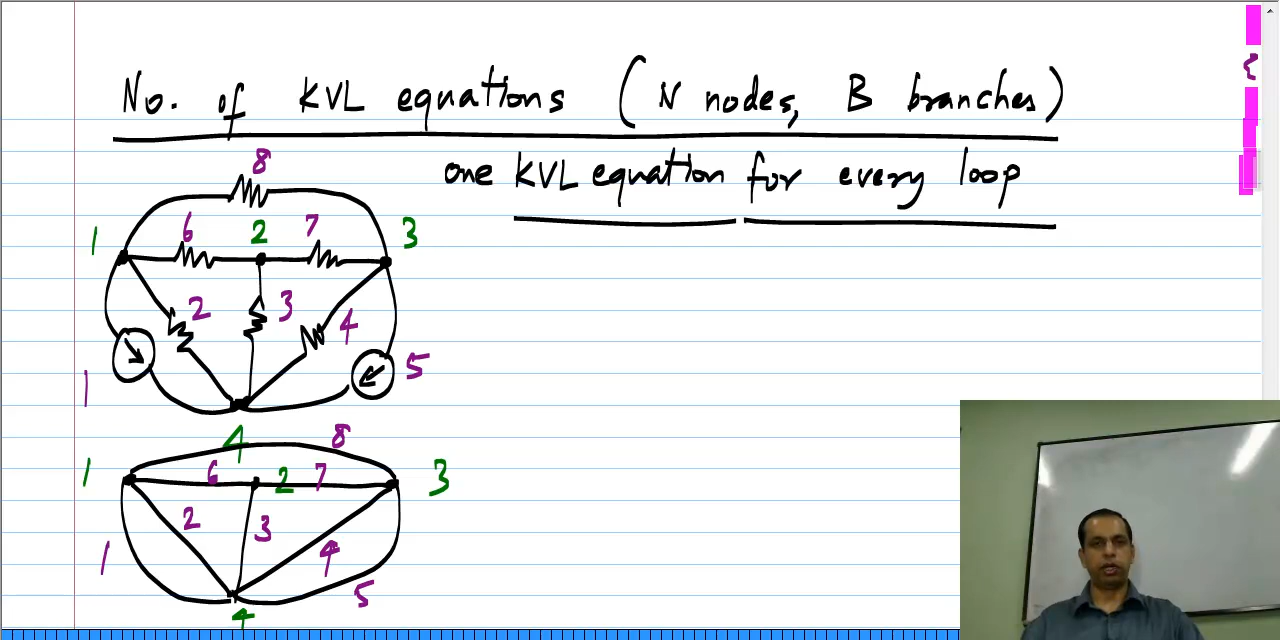 No. of KVL equations (N nodes, B branches)
one KVL equation for every loop
8
1 6 2 7 3
2 3 4
1 5
4
8
1 6 2 7 3
2 3 4
1 5
4